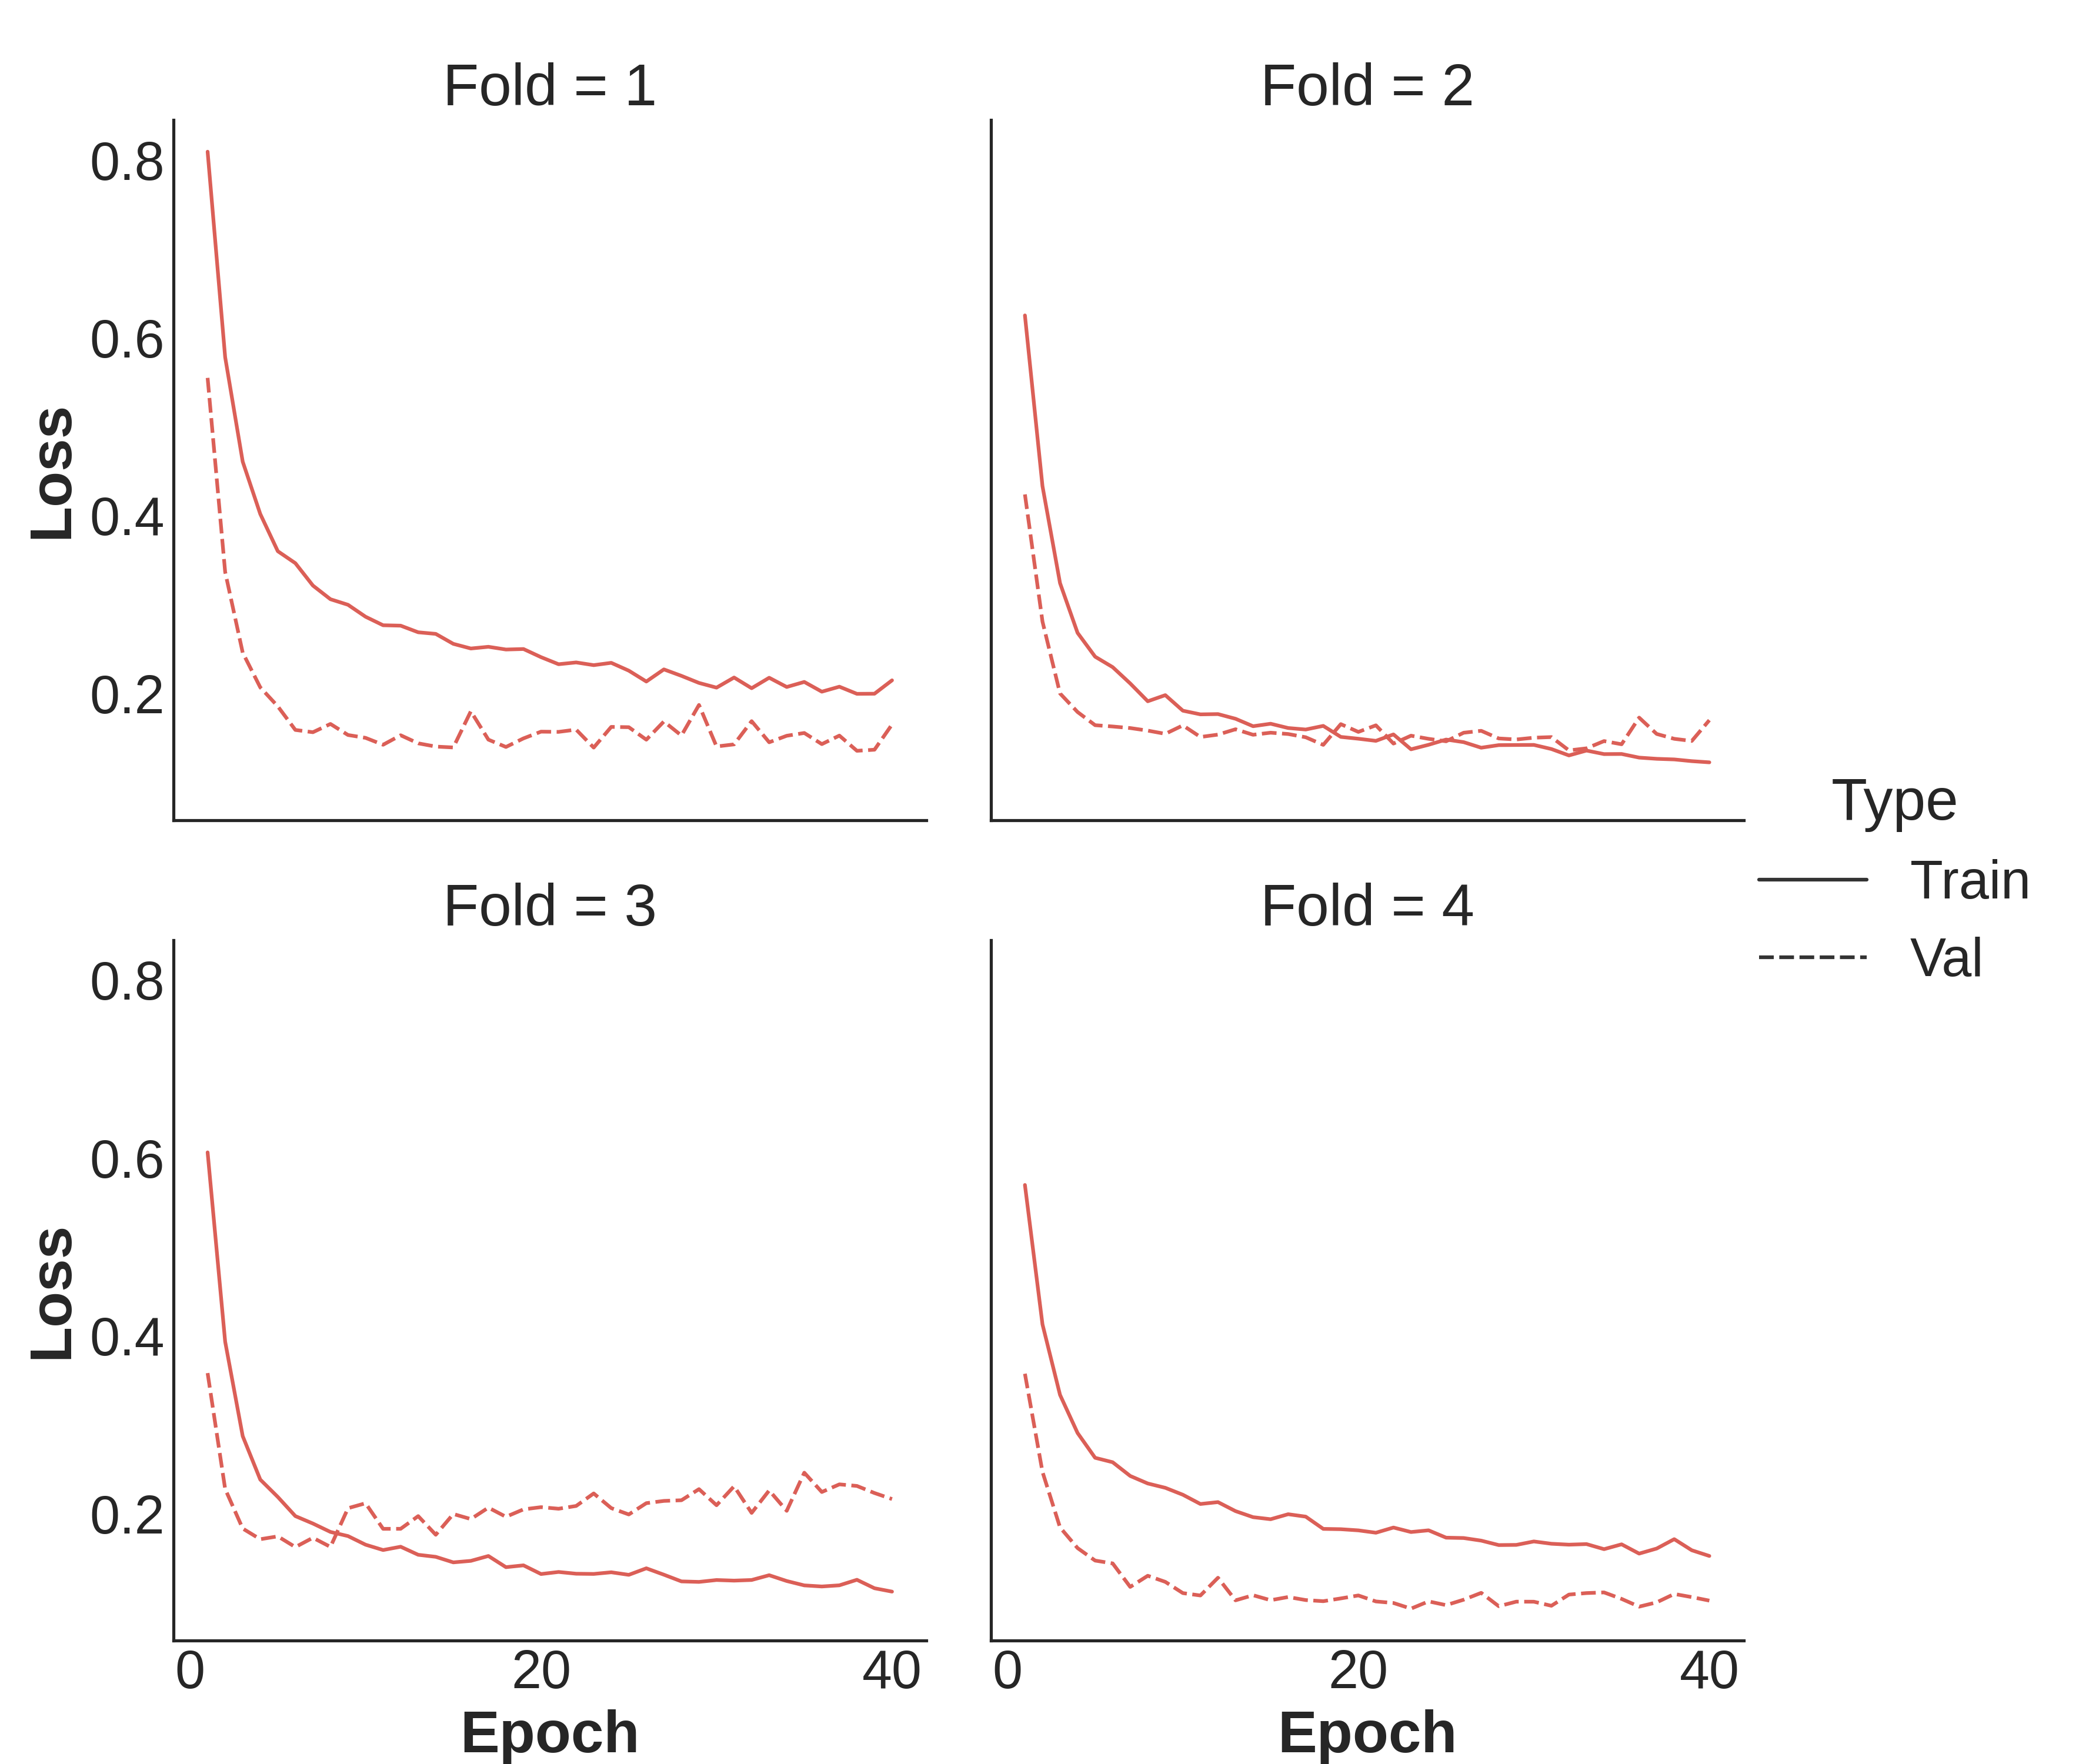 Fold = 1
Fold = 2
0.8
0.6
0.4
0.2
Loss
Type
Train
Val
Fold = 3
Fold = 4
0.8
0.6
0.4
0.2
Loss
0
20
40
0
20
40
Epoch
Epoch